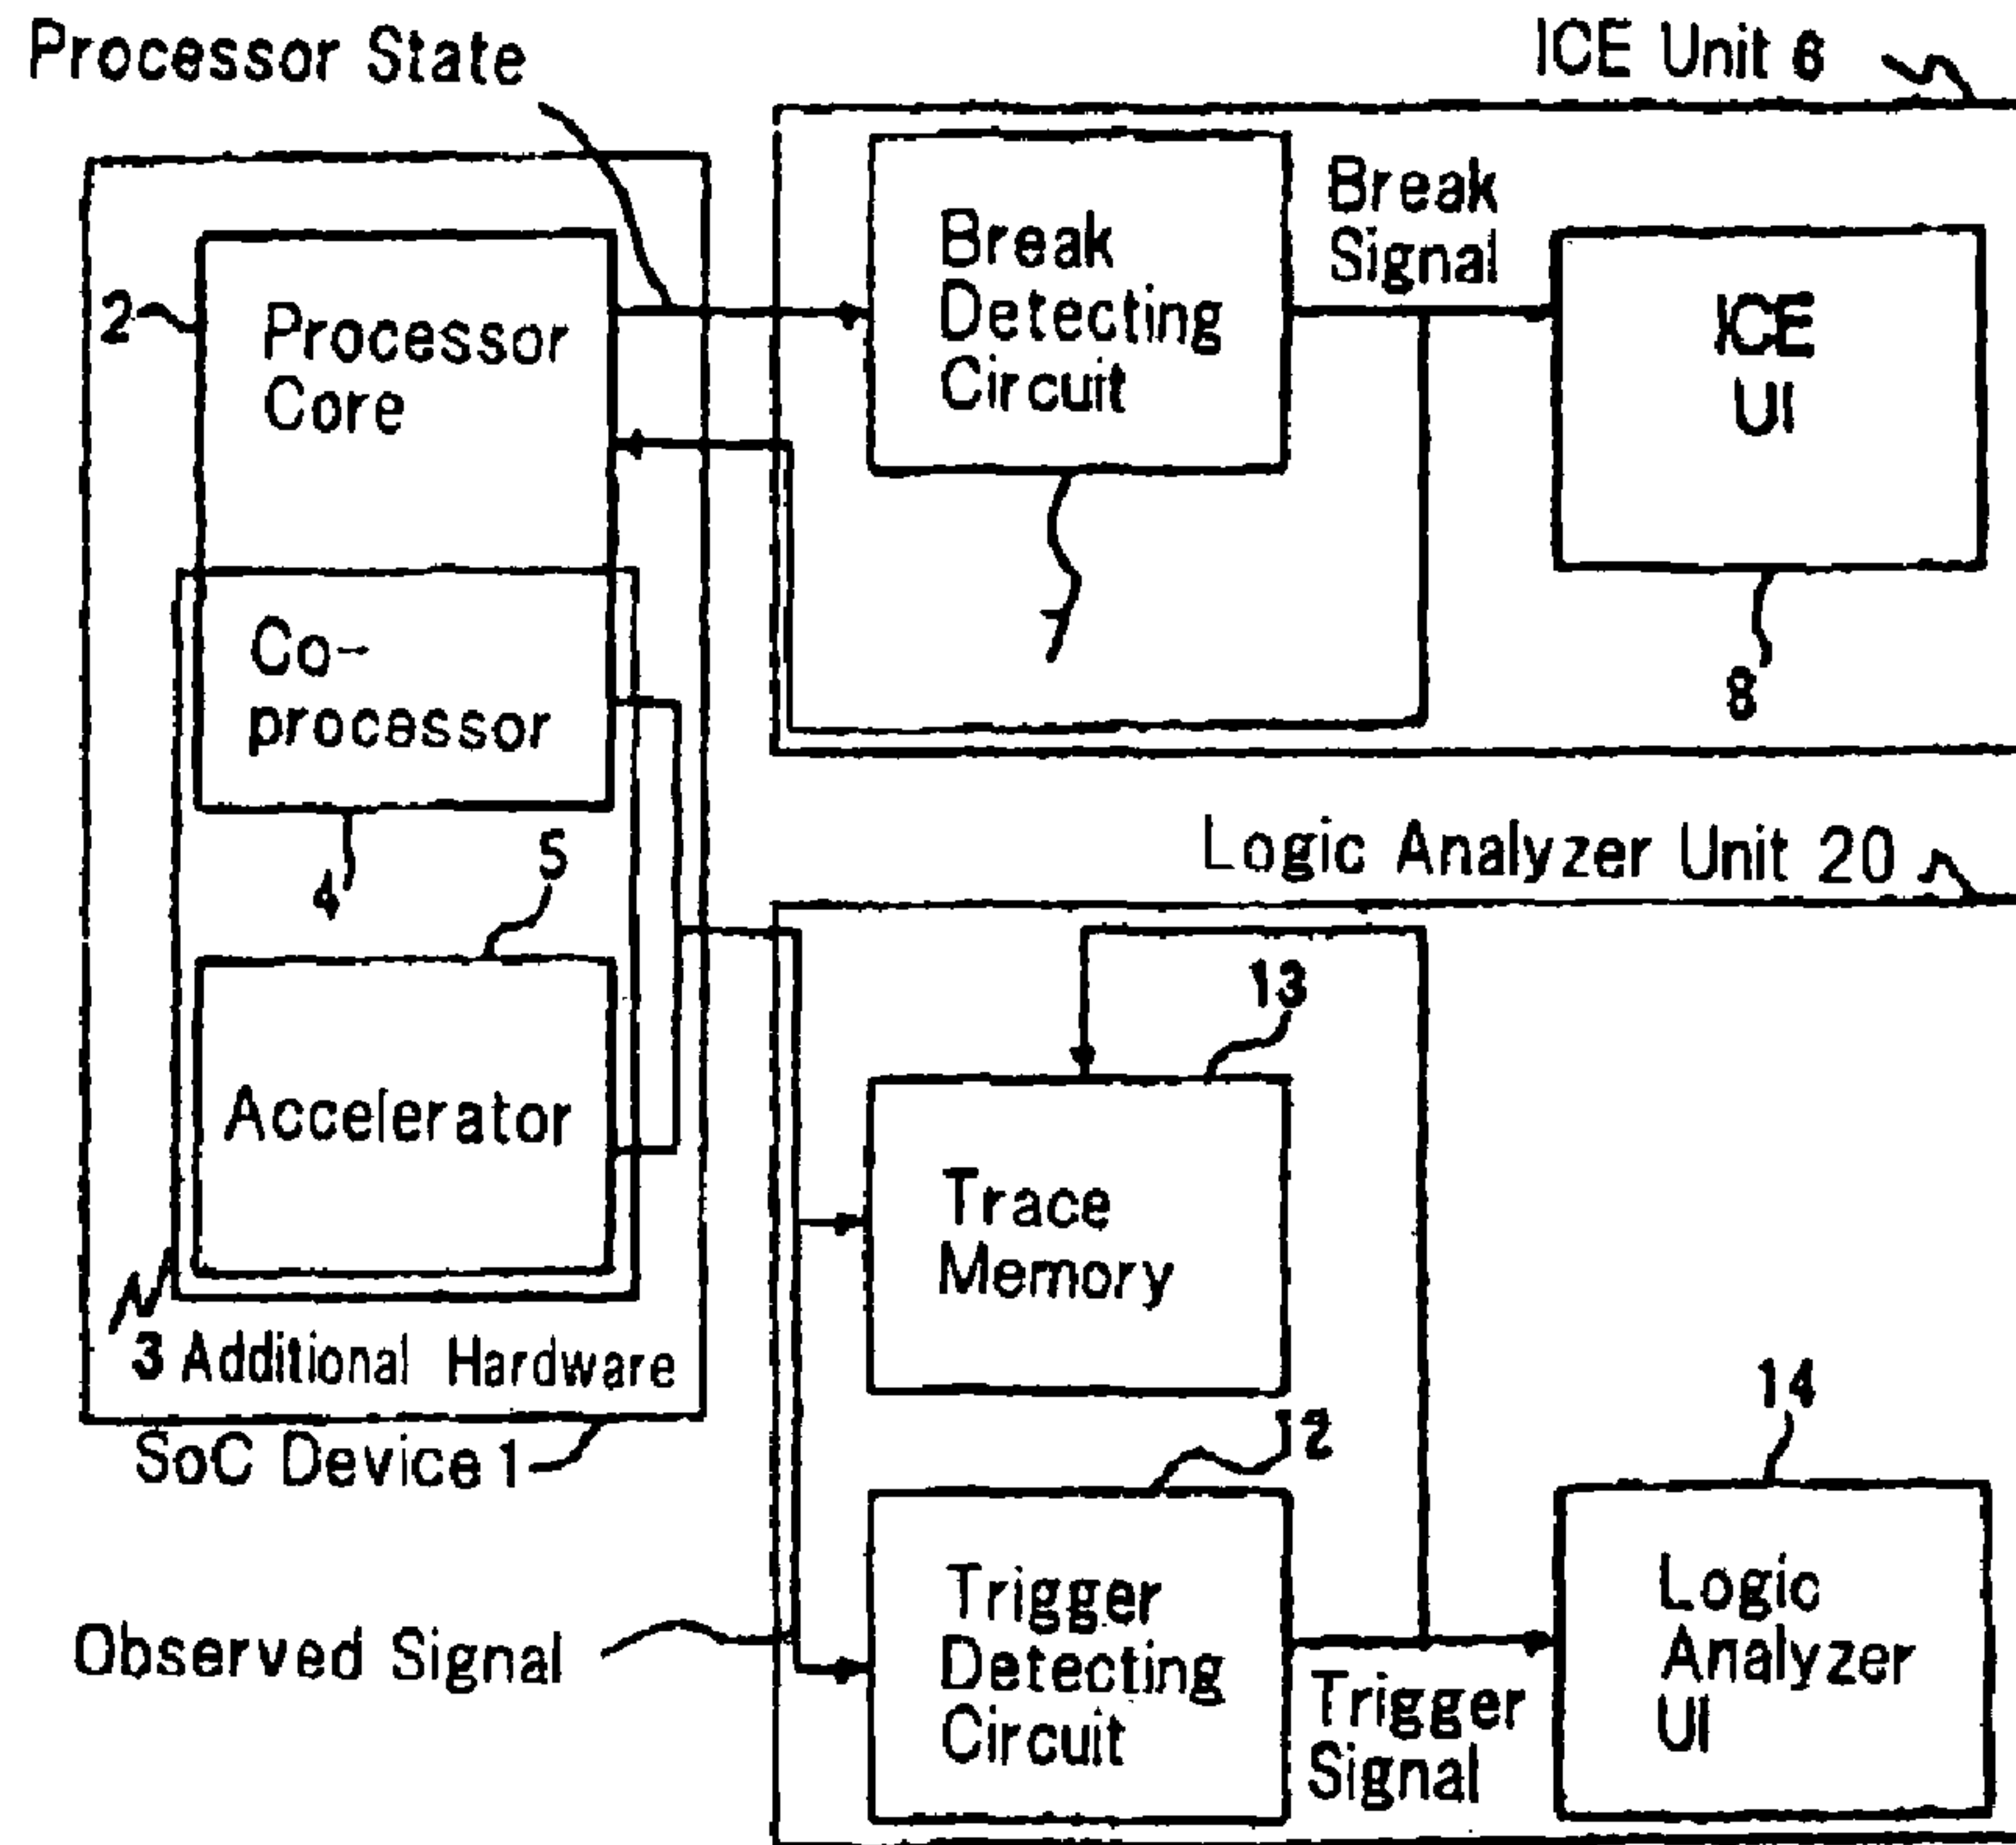 Processor State
ICE Unit 6
2
Processor
Core
Break
Detecting
Circuit
Break
Signal
ICE
UI
7
8
Co-
processor
4
5
Accelerator
3 Additional Hardware
SoC Device 1
Logic Analyzer Unit 20
13
Trace
Memory
12
14
Observed Signal
Trigger
Detecting
Circuit
Trigger
Signal
Logic
Analyzer
UI